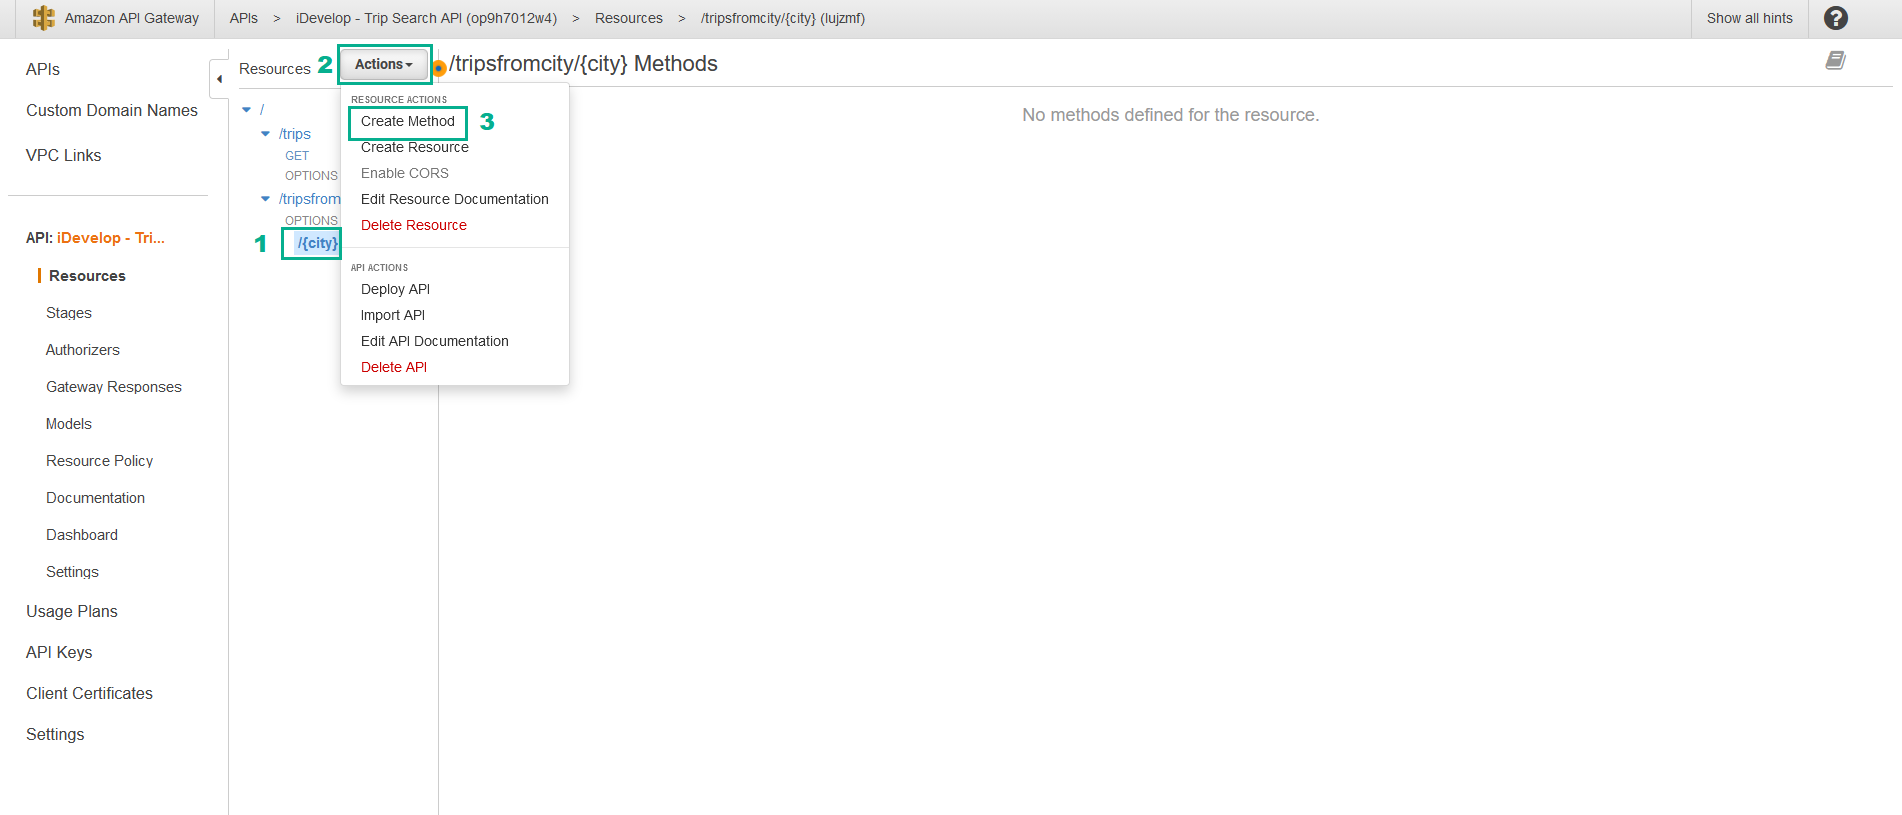 Amazon API Gateway
APIs > iDevelop - Trip Search API (op9h7012w4) > Resources > /tripsfromcity/{city} (lujzmf)
Show all hints
?
APIs
Custom Domain Names
VPC Links
API: iDevelop - Tri...
Resources
Stages
Authorizers
Gateway Responses
Models
Resource Policy
Documentation
Dashboard
Settings
Usage Plans
API Keys
Client Certificates
Settings
Resources 2 Actions
/
/trips
GET
OPTIONS
/tripsfrom
OPTIONS
1 /{city}
RESOURCE ACTIONS
Create Method 3
Create Resource
Enable CORS
Edit Resource Documentation
Delete Resource
API ACTIONS
Deploy API
Import API
Edit API Documentation
Delete API
/tripsfromcity/{city} Methods
No methods defined for the resource.